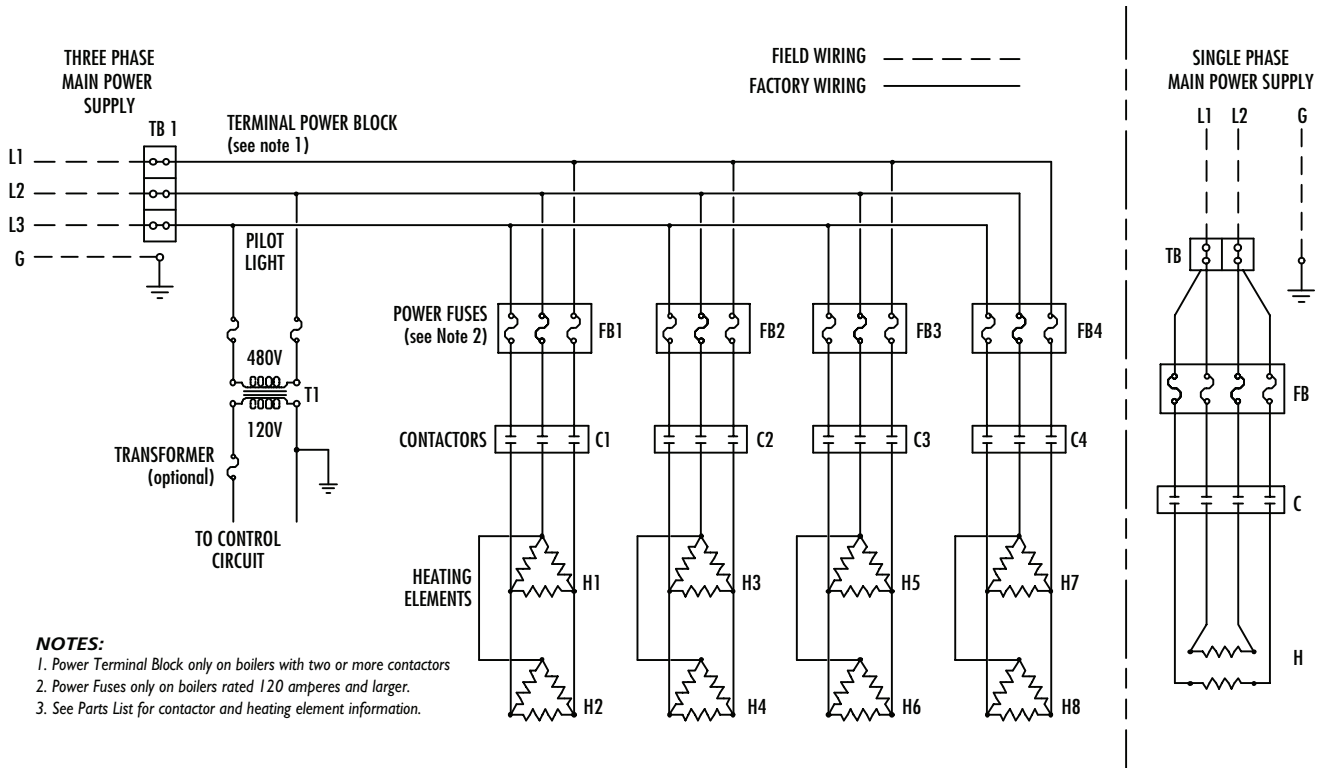 THREE PHASE
MAIN POWER
SUPPLY
TB 1
TERMINAL POWER BLOCK
(see note 1)
FIELD WIRING
FACTORY WIRING
L1
L2
L3
G
PILOT
LIGHT
480V
T1
120V
TRANSFORMER
(optional)
TO CONTROL
CIRCUIT
POWER FUSES
(see Note 2)
FB1
FB2
FB3
FB4
CONTACTORS
C1
C2
C3
C4
HEATING
ELEMENTS
H1
H3
H5
H7
H2
H4
H6
H8
NOTES:
1. Power Terminal Block only on boilers with two or more contactors
2. Power Fuses only on boilers rated 120 amperes and larger.
3. See Parts List for contactor and heating element information.
SINGLE PHASE
MAIN POWER SUPPLY
L1 L2 G
TB
FB
C
H